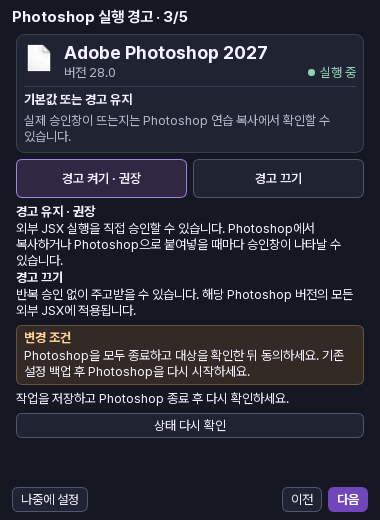 Photoshop 실행 경고 · 3/5
Adobe Photoshop 2027
버전 28.0
실행 중
기본값 또는 경고 유지
실제 승인창이 뜨는지는 Photoshop 연습 복사에서 확인할 수
있습니다.
경고 켜기 · 권장
경고 끄기
경고 유지 · 권장
외부 JSX 실행을 직접 승인할 수 있습니다. Photoshop에서
복사하거나 Photoshop으로 붙여넣을 때마다 승인창이 나타날 수
있습니다.
경고 끄기
반복 승인 없이 주고받을 수 있습니다. 해당 Photoshop 버전의 모든
외부 JSX에 적용됩니다.
변경 조건
Photoshop을 모두 종료하고 대상을 확인한 뒤 동의하세요. 기존
설정 백업 후 Photoshop을 다시 시작하세요.
작업을 저장하고 Photoshop 종료 후 다시 확인하세요.
상태 다시 확인
나중에 설정
이전
다음